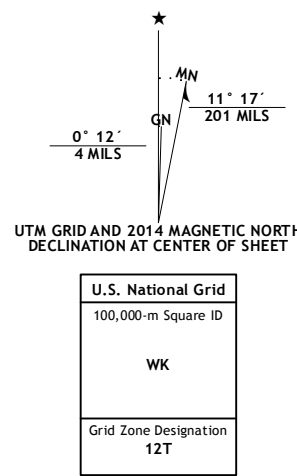 ★
MN
11° 17´
201 MILS
GN
0° 12´
4 MILS
UTM GRID AND 2014 MAGNETIC NORTH
DECLINATION AT CENTER OF SHEET
U.S. National Grid
100,000-m Square ID
WK
Grid Zone Designation
12T